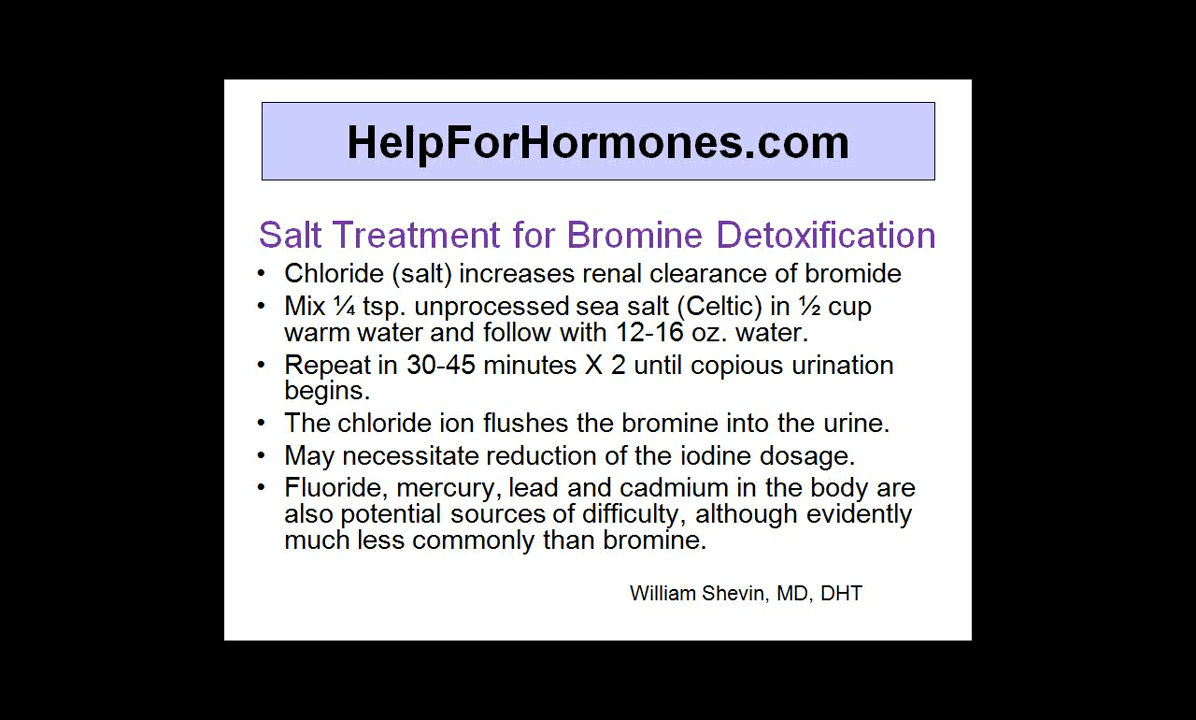 HelpForHormones.com
Salt Treatment for Bromine Detoxification
• Chloride (salt) increases renal clearance of bromide
• Mix ¼ tsp. unprocessed sea salt (Celtic) in ½ cup
warm water and follow with 12-16 oz. water.
• Repeat in 30-45 minutes X 2 until copious urination
begins.
• The chloride ion flushes the bromine into the urine.
• May necessitate reduction of the iodine dosage.
• Fluoride, mercury, lead and cadmium in the body are
also potential sources of difficulty, although evidently
much less commonly than bromine.
William Shevin, MD, DHT